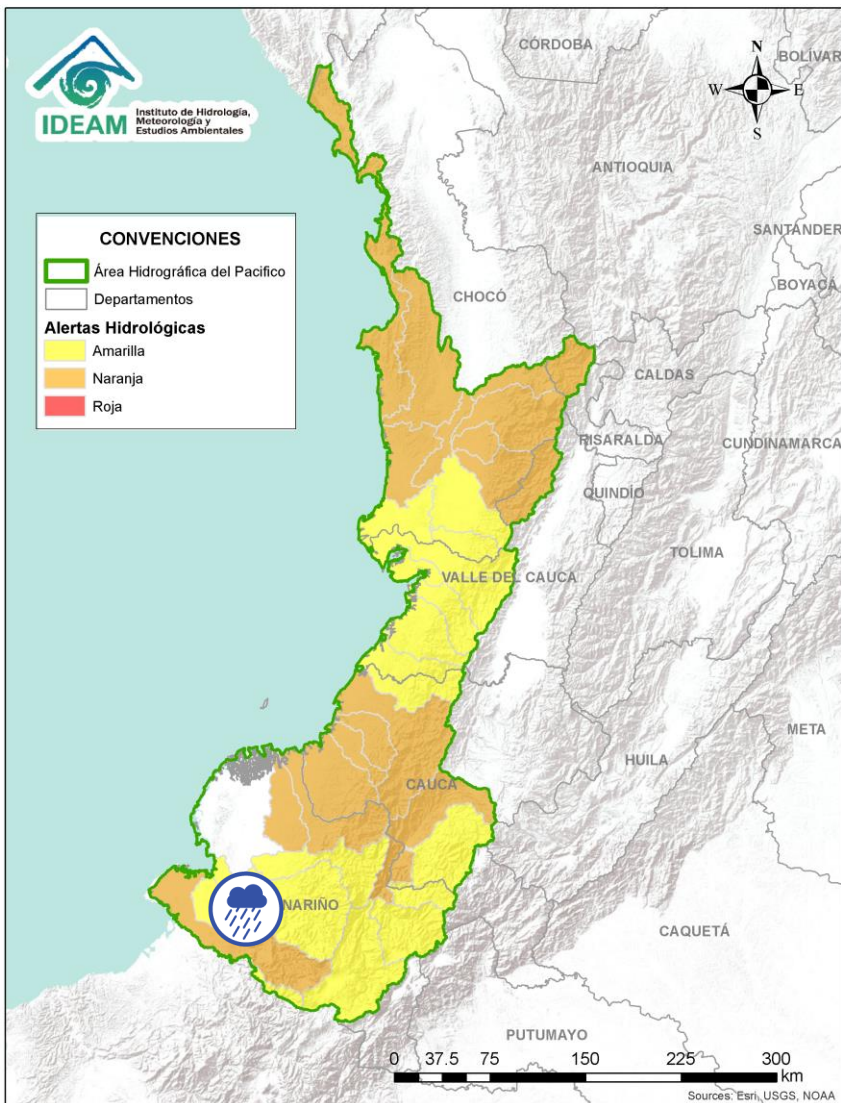 IDEAM
Instituto de Hidrología,
Meteorología y
Estudios Ambientales
CONVENCIONES
Área Hidrográfica del Pacifico
Departamentos
Alertas Hidrológicas
Amarilla
Naranja
Roja
N
W
E
S
CÓRDOBA
BOLÍVAR
ANTIOQUIA
SANTANDER
BOYACÁ
CHOCÓ
CALDAS
RISARALDA
CUNDINAMARCA
QUINDÍO
TOLIMA
VALLE DEL CAUCA
META
HUILA
CAUCA
NARIÑO
CAQUETÁ
PUTUMAYO
0 37.5 75 150 225 300
km
Sources: Esri, USGS, NOAA